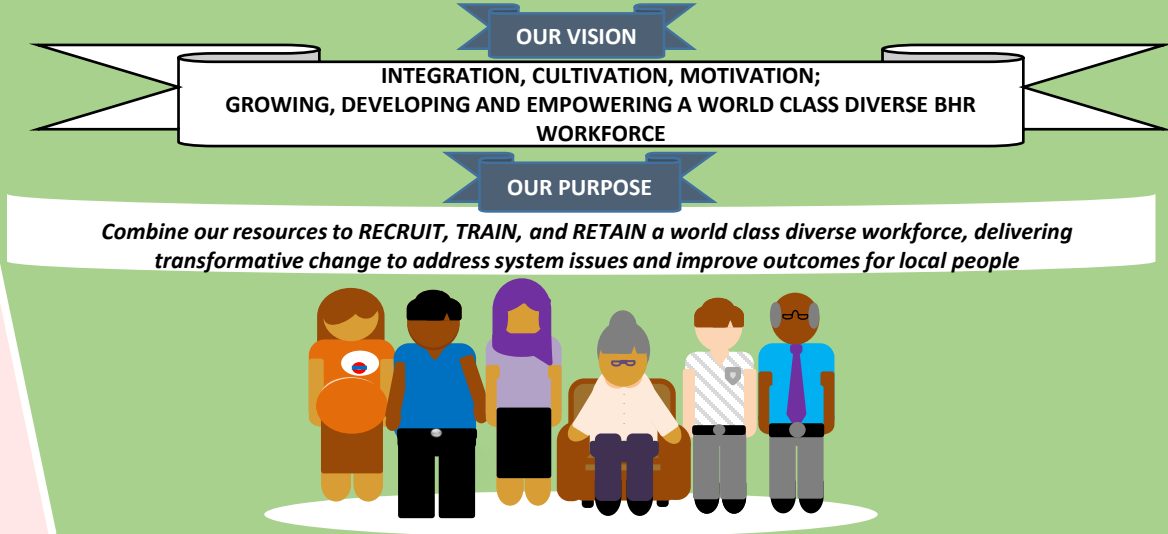 OUR VISION
INTEGRATION, CULTIVATION, MOTIVATION;
GROWING, DEVELOPING AND EMPOWERING A WORLD CLASS DIVERSE BHR
WORKFORCE
OUR PURPOSE
Combine our resources to RECRUIT, TRAIN, and RETAIN a world class diverse workforce, delivering
transformative change to address system issues and improve outcomes for local people